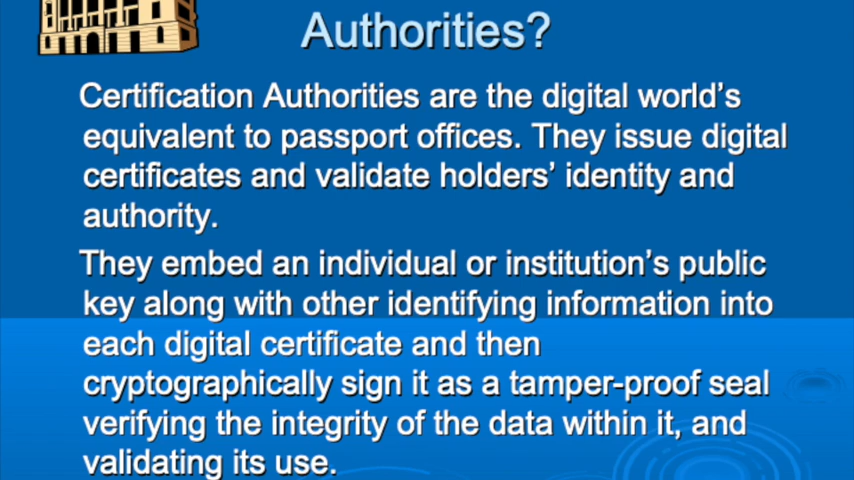 Authorities?
Certification Authorities are the digital world's
equivalent to passport offices. They issue digital
certificates and validate holders' identity and
authority.
They embed an individual or institution's public
key along with other identifying information into
each digital certificate and then
cryptographically sign it as a tamper-proof seal
verifying the integrity of the data within it, and
validating its use.